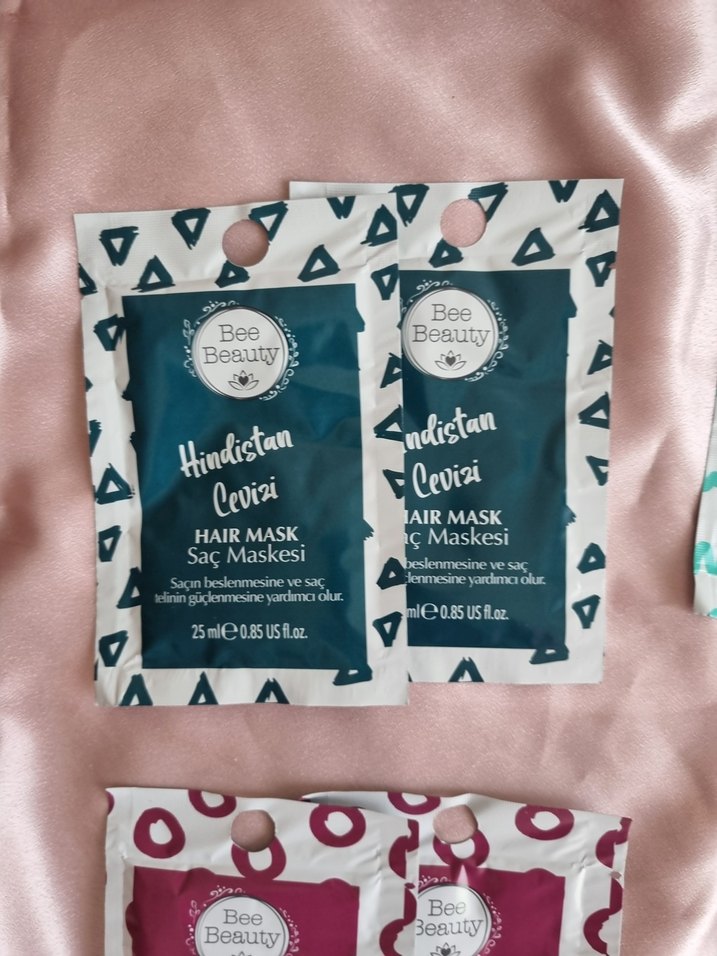 Bee
Beauty
Hindistan
Cevizi
HAIR MASK
Saç Maskesi
Saçın beslenmesine ve saç
telinin güçlenmesine yardımcı olur.
25 ml℮ 0.85 US fl.oz.
Bee
Beauty
ndistan
Cevizi
HAIR MASK
ç Maskesi
beslenmesine ve saç
çlenmesine yardımcı olur.
ml℮ 0.85 US fl.oz.
Bee
Beauty
Bee
Beauty